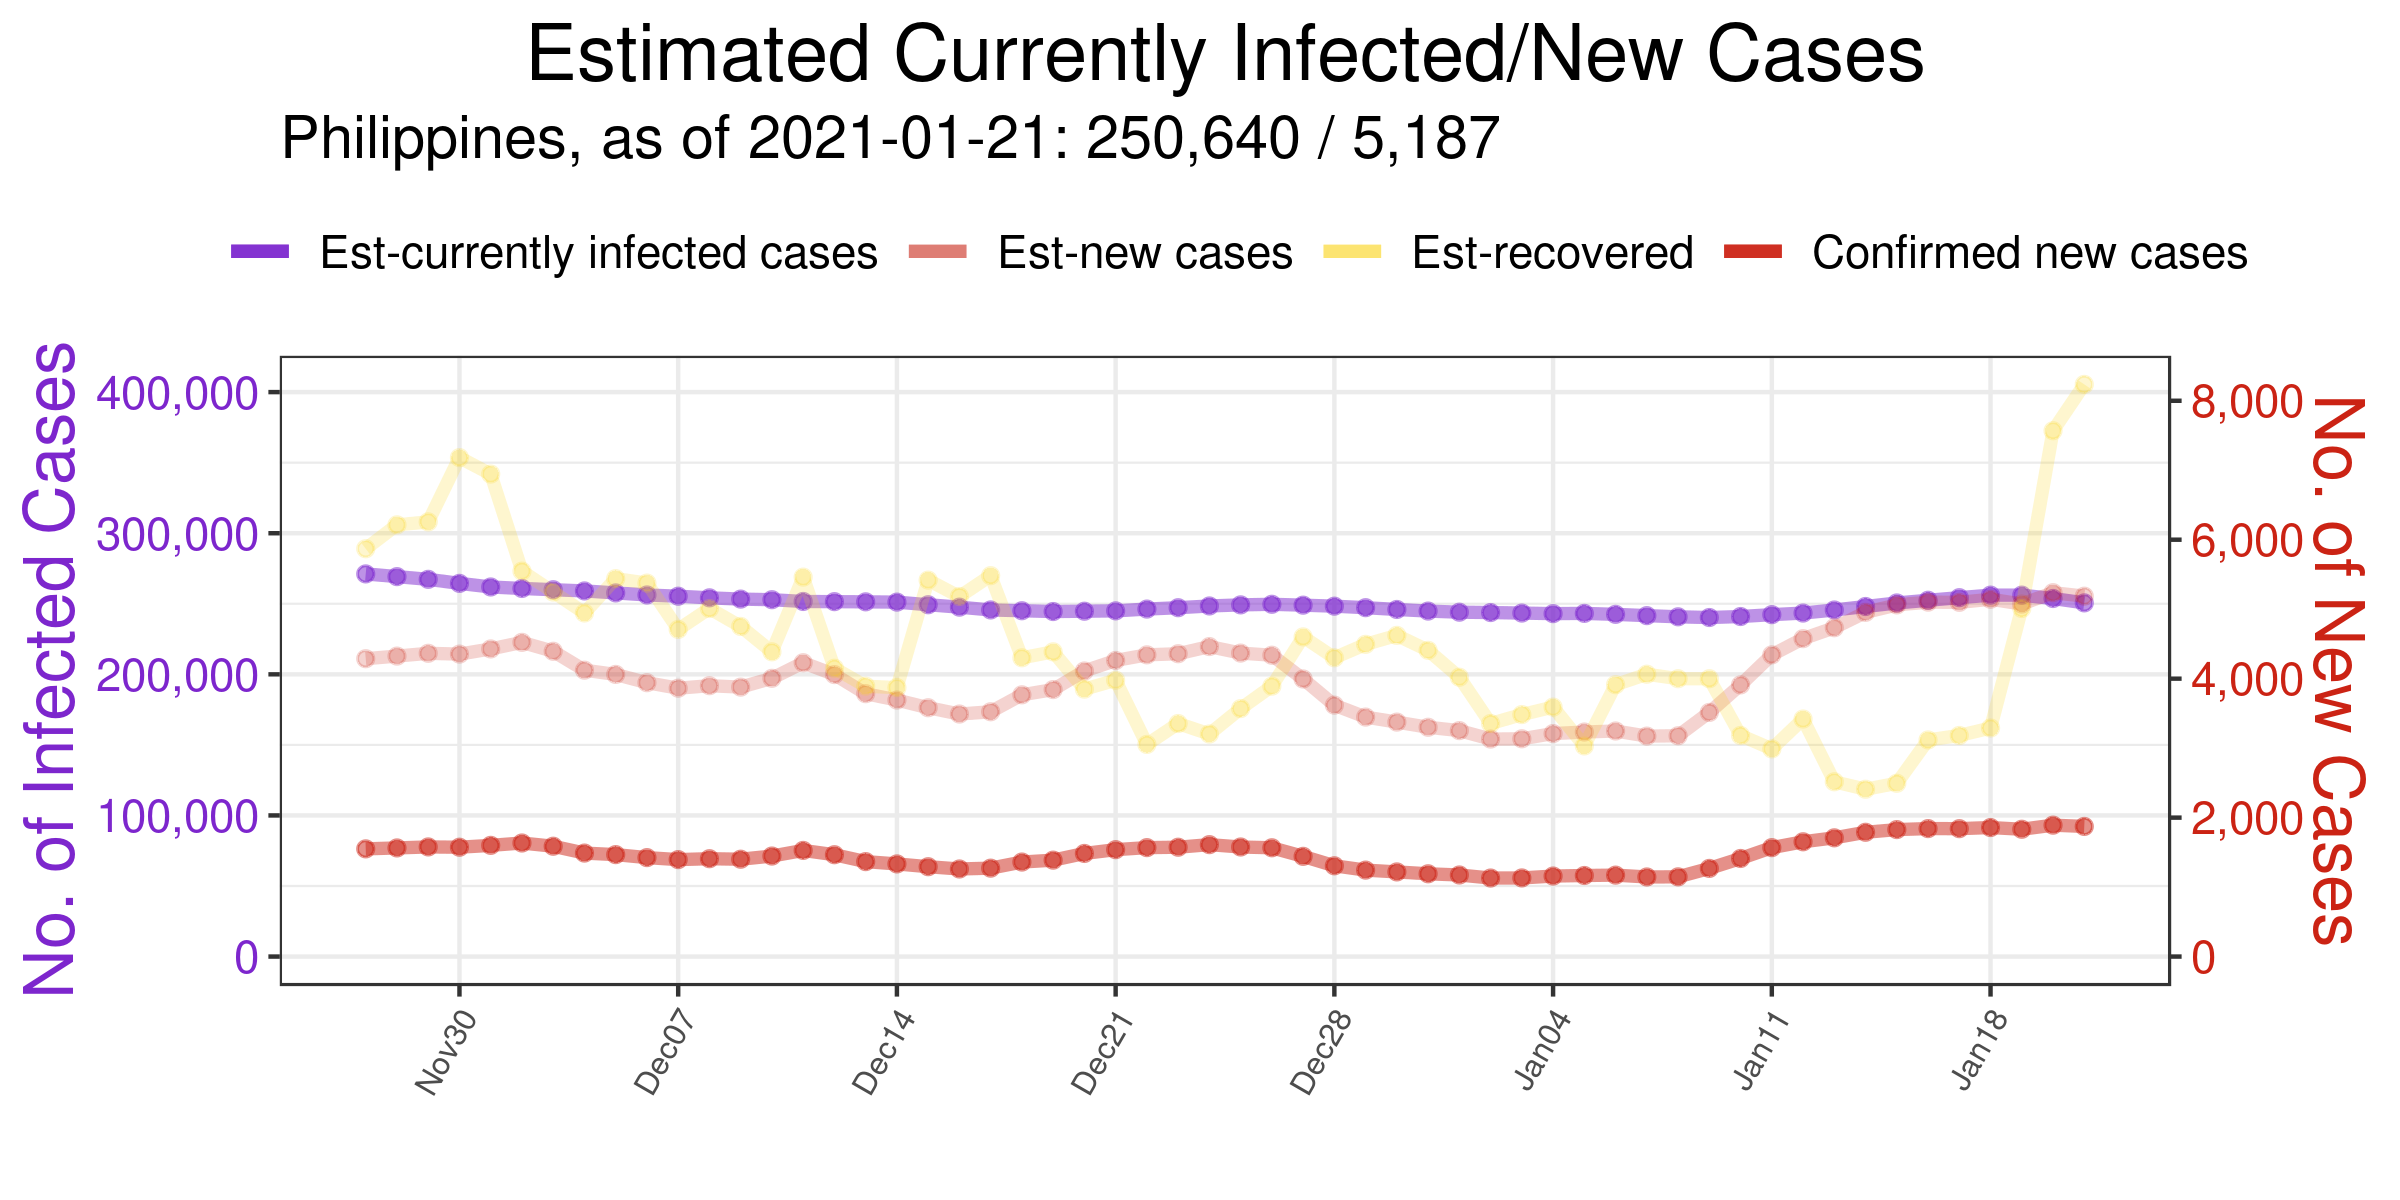 Estimated Currently Infected/New Cases
Philippines, as of 2021-01-21: 250,640 / 5,187
Est-currently infected cases Est-new cases Est-recovered Confirmed new cases
No. of Infected Cases
400,000
300,000
200,000
100,000
0
8,000
6,000
4,000
2,000
0
No. of New Cases
Nov30 Dec07 Dec14 Dec21 Dec28 Jan04 Jan11 Jan18